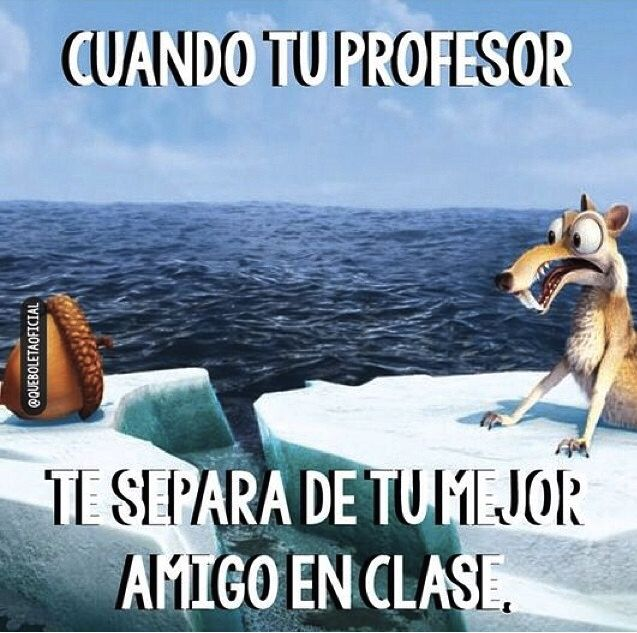 CUANDO TU PROFESOR
@QUEBOLETAOFICIAL
TE SEPARA DE TU MEJOR
AMIGO EN CLASE.